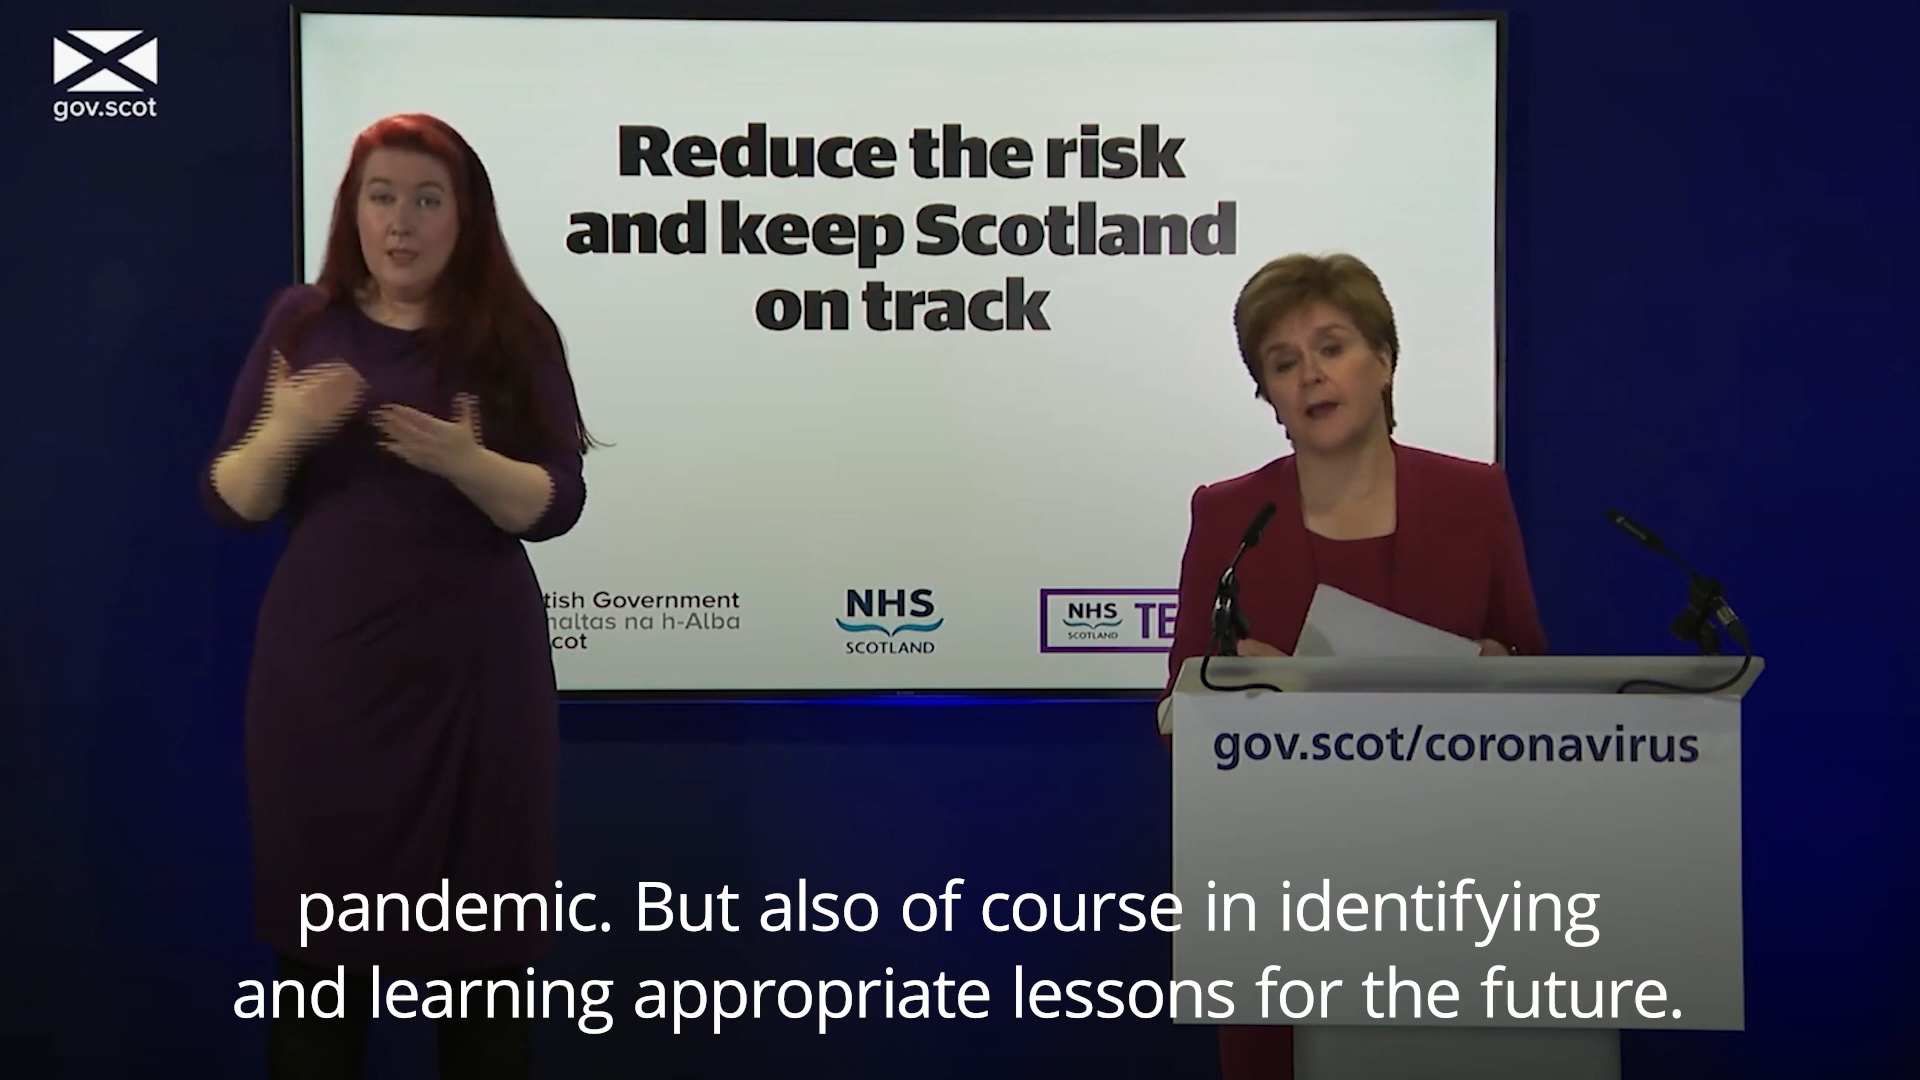 gov.scot
Reduce the risk
and keep Scotland
on track
tish Government
naltas na h-Alba
cot
NHS
SCOTLAND
NHS
SCOTLAND
TE
gov.scot/coronavirus
pandemic. But also of course in identifying
and learning appropriate lessons for the future.